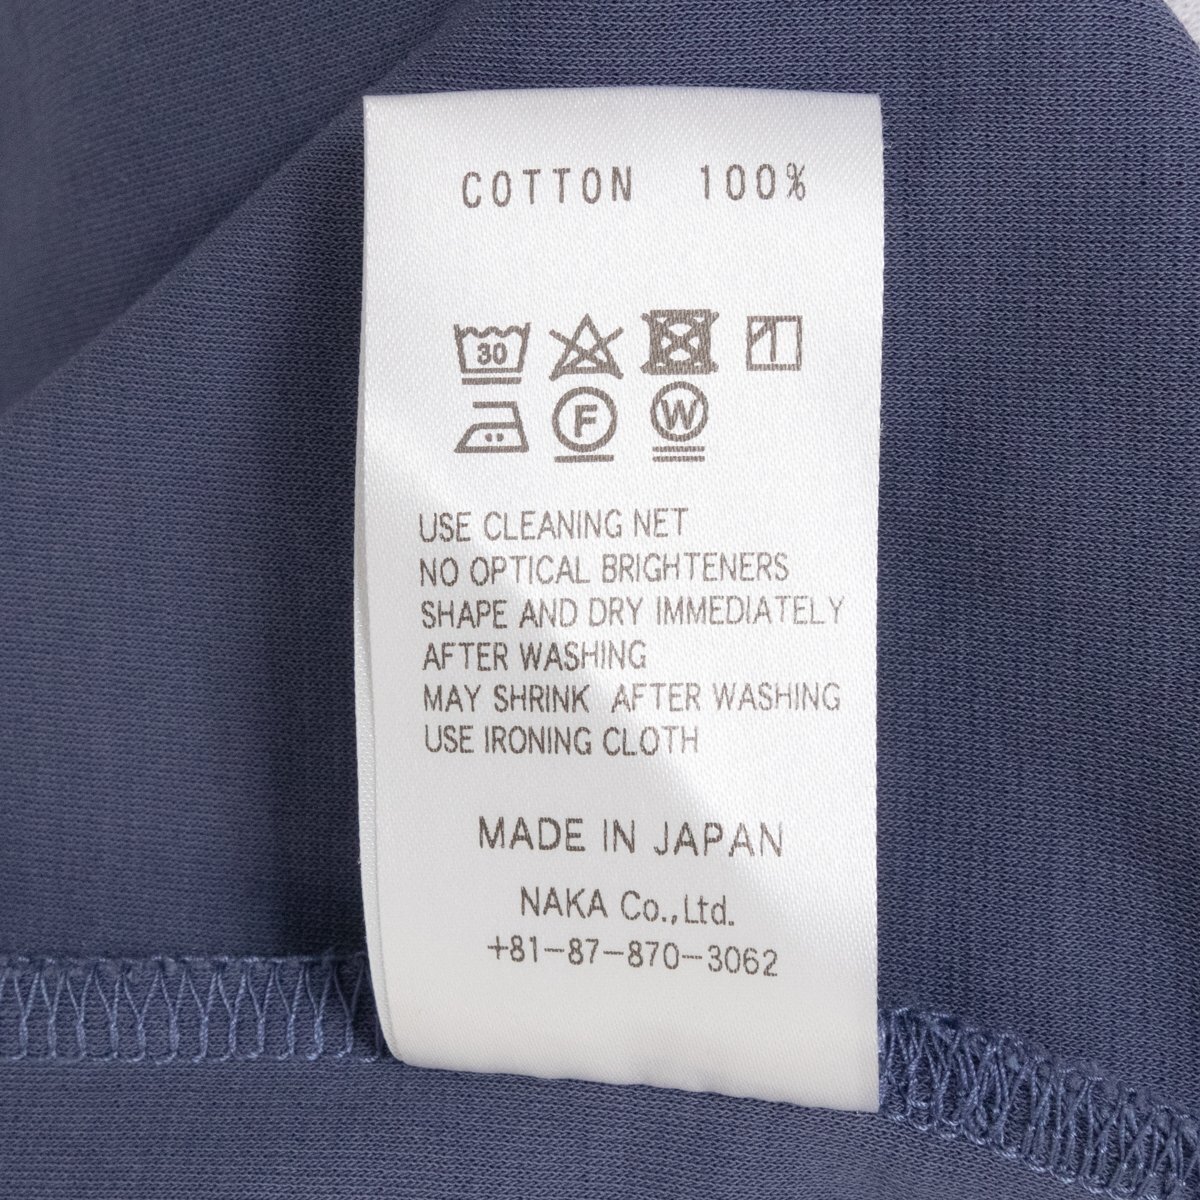 COTTON 100%
30
F W
USE CLEANING NET
NO OPTICAL BRIGHTENERS
SHAPE AND DRY IMMEDIATELY
AFTER WASHING
MAY SHRINK AFTER WASHING
USE IRONING CLOTH
MADE IN JAPAN
NAKA Co.,Ltd.
+81-87-870-3062